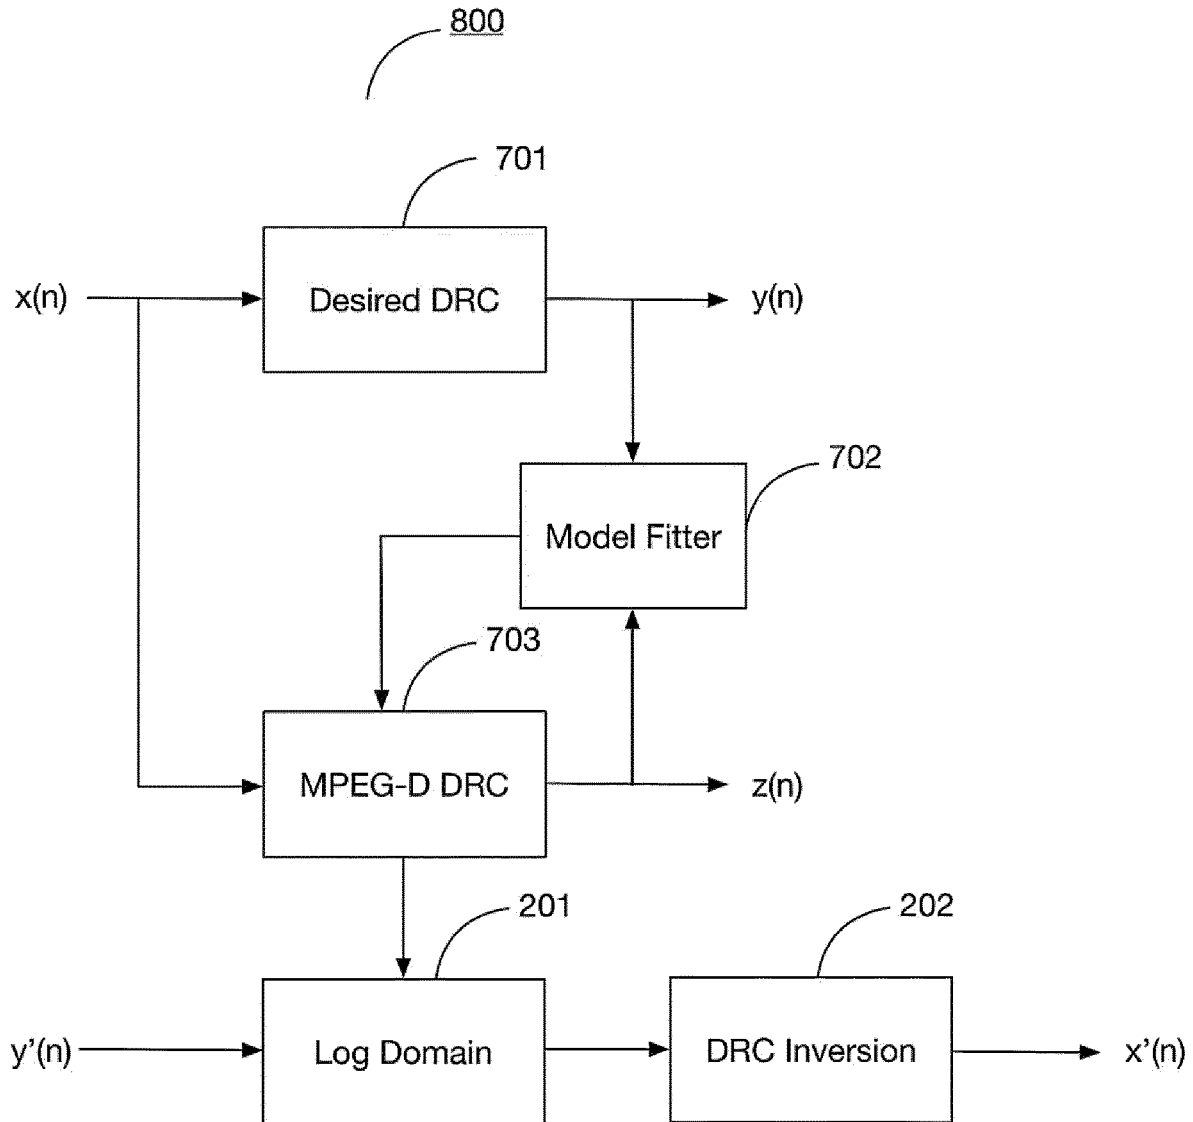 800
701
x(n)
Desired DRC
y(n)
702
Model Fitter
703
MPEG-D DRC
z(n)
201
202
y'(n)
Log Domain
DRC Inversion
x'(n)